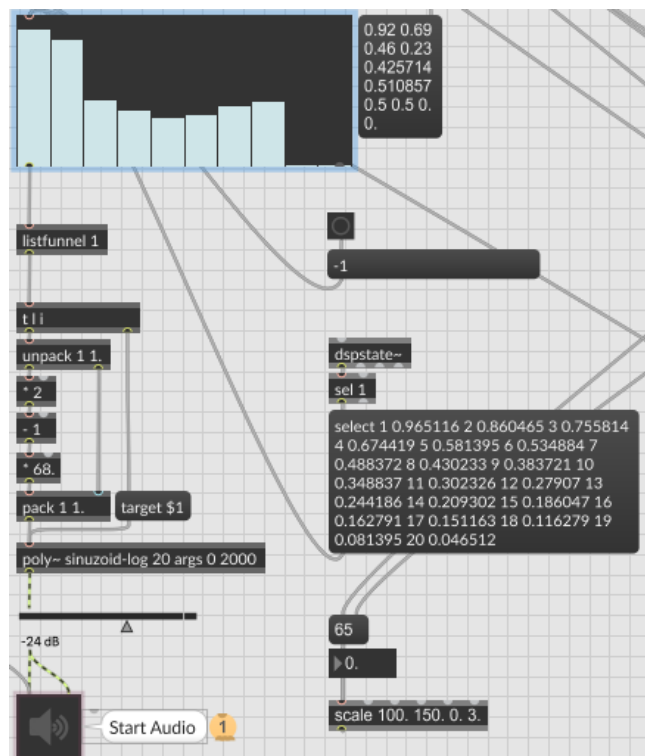 0.92 0.69
0.46 0.23
0.425714
0.510857
0.5 0.5 0.
0.
listfunnel 1
-1
t l i
unpack 1 1.
* 2
- 1
* 68.
pack 1 1.
target $1
poly~ sinuzoid-log 20 args 0 2000
dspstate~
sel 1
select 1 0.965116 2 0.860465 3 0.755814
4 0.674419 5 0.581395 6 0.534884 7
0.488372 8 0.430233 9 0.383721 10
0.348837 11 0.302326 12 0.27907 13
0.244186 14 0.209302 15 0.186047 16
0.162791 17 0.151163 18 0.116279 19
0.081395 20 0.046512
-24 dB
65
0.
scale 100. 150. 0. 3.
Start Audio
1